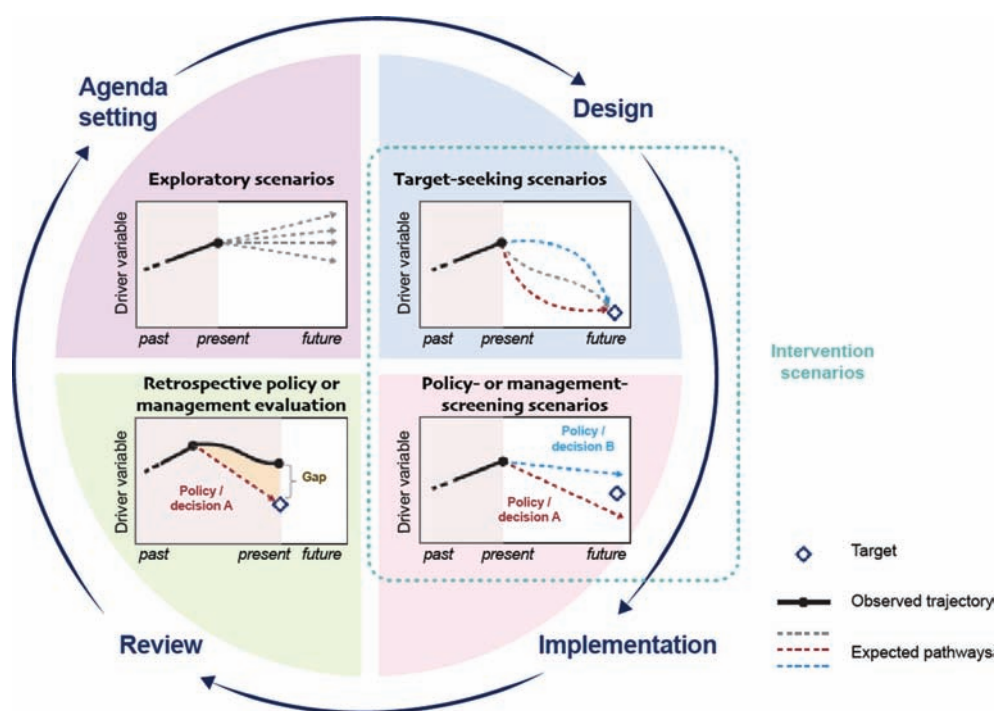 Agenda
setting
Design
Exploratory scenarios
Driver variable
past present future
Target-seeking scenarios
Driver variable
past present future
Intervention
scenarios
Retrospective policy or
management evaluation
Driver variable
Policy /
decision A
Gap
past present future
Policy- or management-
screening scenarios
Driver variable
Policy /
decision B
Policy /
decision A
past present future
Review
Implementation
Target
Observed trajectory
Expected pathways